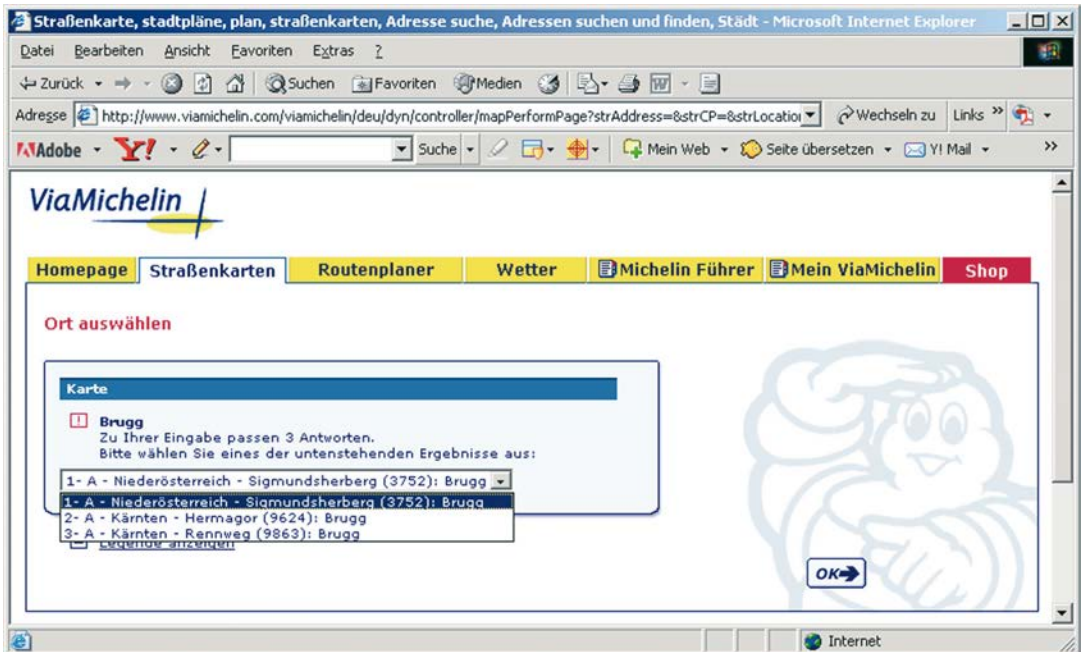 Straßenkarte, stadtpläne, plan, straßenkarten, Adresse suche, Adressen suchen und finden, Städt - Microsoft Internet Explorer
Datei Bearbeiten Ansicht Favoriten Extras ?
Zurück Suchen Favoriten Medien
Adresse http://www.viamichelin.com/viamichelin/deu/dyn/controller/mapPerformPage?strAddress=&strCP=&strLocation Wechseln zu Links »
Adobe Y! Suche Mein Web Seite übersetzen Y! Mail »
ViaMichelin
Homepage Straßenkarten Routenplaner Wetter Michelin Führer Mein ViaMichelin Shop
Ort auswählen
Karte
! Brugg
Zu Ihrer Eingabe passen 3 Antworten.
Bitte wählen Sie eines der untenstehenden Ergebnisse aus:
1- A - Niederösterreich - Sigmundsherberg (3752): Brugg
1- A - Niederösterreich - Sigmundsherberg (3752): Brugg
2- A - Kärnten - Hermagor (9624): Brugg
3- A - Kärnten - Rennweg (9863): Brugg
Legende anzeigen
OK
Internet